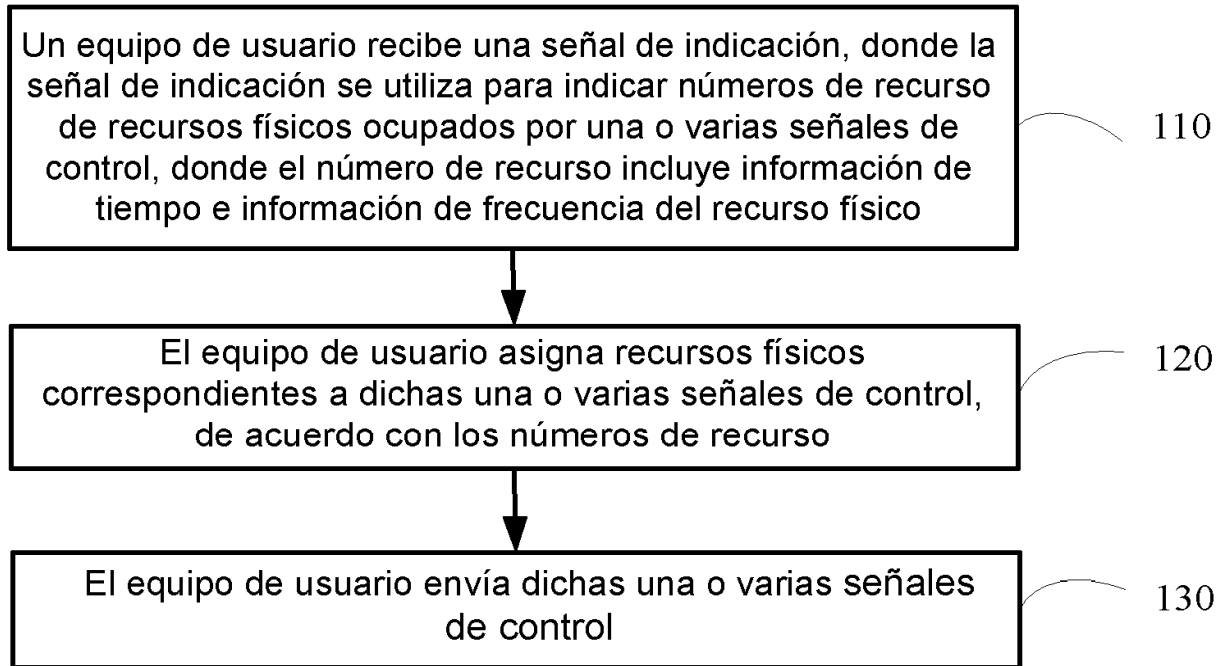 Un equipo de usuario recibe una señal de indicación, donde la
señal de indicación se utiliza para indicar números de recurso
de recursos físicos ocupados por una o varias señales de
control, donde el número de recurso incluye información de
tiempo e información de frecuencia del recurso físico
110
El equipo de usuario asigna recursos físicos
correspondientes a dichas una o varias señales de control,
de acuerdo con los números de recurso
120
El equipo de usuario envía dichas una o varias señales
de control
130